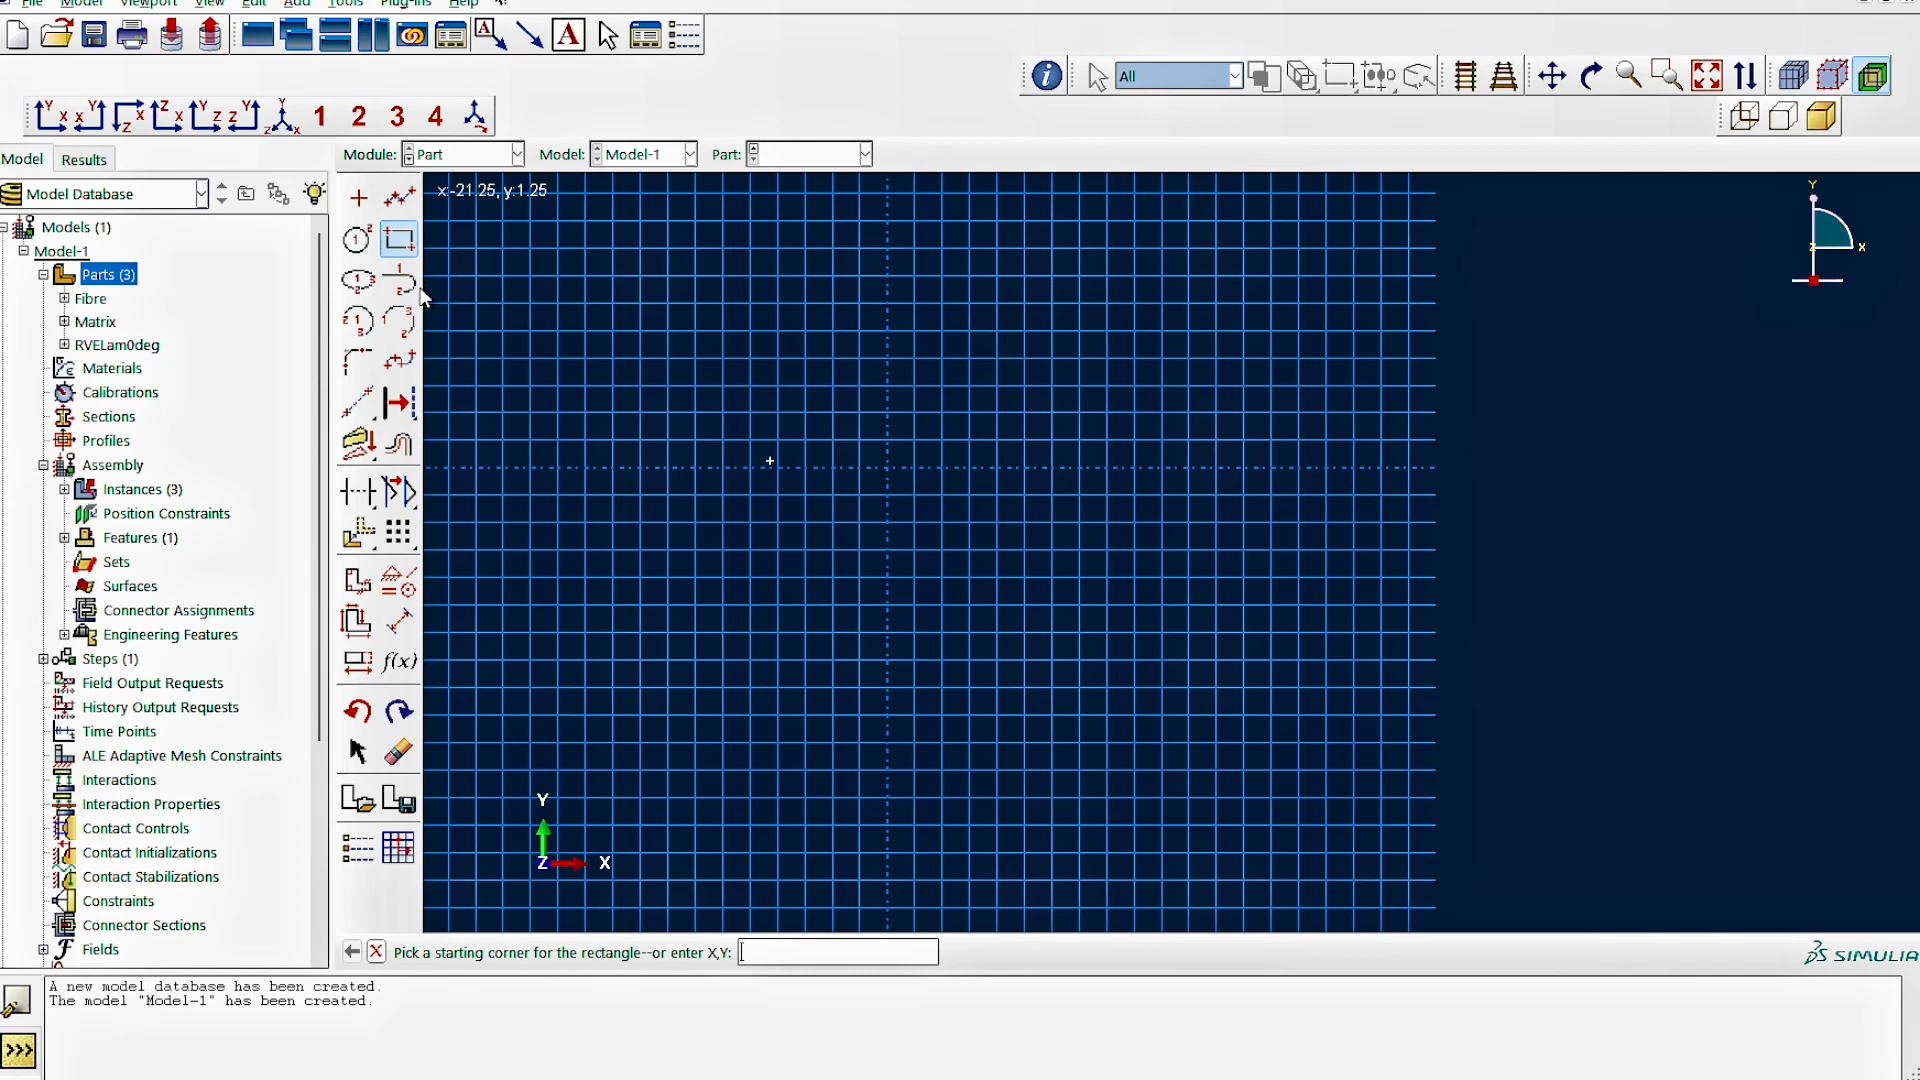 File Model Viewport View Edit Add Tools Plug-ins Help
All
1 2 3 4
Model Results
Module: Part Model: Model-1 Part:
Model Database
x:-21.25, y:1.25
Models (1)
Model-1
Parts (3)
Fibre
Matrix
RVELam0deg
Materials
Calibrations
Sections
Profiles
Assembly
Instances (3)
Position Constraints
Features (1)
Sets
Surfaces
Connector Assignments
Engineering Features
Steps (1)
Field Output Requests
History Output Requests
Time Points
ALE Adaptive Mesh Constraints
Interactions
Interaction Properties
Contact Controls
Contact Initializations
Contact Stabilizations
Constraints
Connector Sections
Fields
f(x)
Y
X
Z
Y
Z X
Pick a starting corner for the rectangle--or enter X,Y:
SIMULIA
A new model database has been created.
The model "Model-1" has been created.
>>>